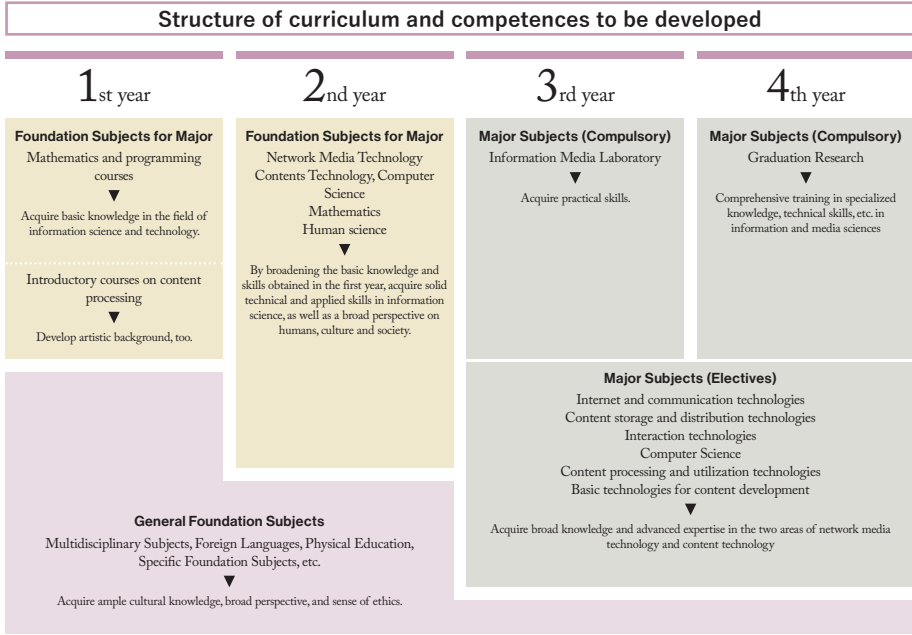 Structure of curriculum and competences to be developed
1st year
Foundation Subjects for Major
Mathematics and programming
courses
▼
Acquire basic knowledge in the field of
information science and technology.
Introductory courses on content
processing
▼
Develop artistic background, too.
2nd year
Foundation Subjects for Major
Network Media Technology
Contents Technology, Computer
Science
Mathematics
Human science
▼
By broadening the basic knowledge and
skills obtained in the first year, acquire solid
technical and applied skills in information
science, as well as a broad perspective on
humans, culture and society.
3rd year
Major Subjects (Compulsory)
Information Media Laboratory
▼
Acquire practical skills.
4th year
Major Subjects (Compulsory)
Graduation Research
▼
Comprehensive training in specialized
knowledge, technical skills, etc. in
information and media sciences
Major Subjects (Electives)
Internet and communication technologies
Content storage and distribution technologies
Interaction technologies
Computer Science
Content processing and utilization technologies
Basic technologies for content development
▼
Acquire broad knowledge and advanced expertise in the two areas of network media
technology and content technology
General Foundation Subjects
Multidisciplinary Subjects, Foreign Languages, Physical Education,
Specific Foundation Subjects, etc.
▼
Acquire ample cultural knowledge, broad perspective, and sense of ethics.